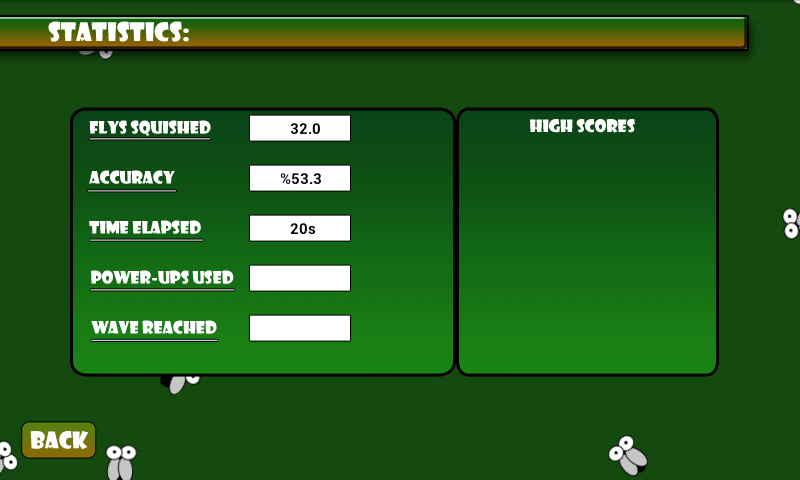 STATISTICS:
FLYS SQUISHED 32.0
ACCURACY %53.3
TIME ELAPSED 20s
POWER-UPS USED
WAVE REACHED
HIGH SCORES
BACK